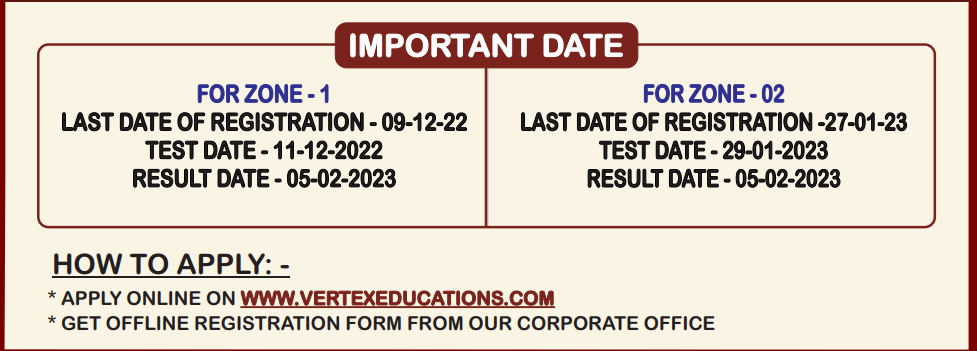 IMPORTANT DATE
FOR ZONE - 1
LAST DATE OF REGISTRATION - 09-12-22
TEST DATE - 11-12-2022
RESULT DATE - 05-02-2023
FOR ZONE - 02
LAST DATE OF REGISTRATION -27-01-23
TEST DATE - 29-01-2023
RESULT DATE - 05-02-2023
HOW TO APPLY: -
* APPLY ONLINE ON WWW.VERTEXEDUCATIONS.COM
* GET OFFLINE REGISTRATION FORM FROM OUR CORPORATE OFFICE